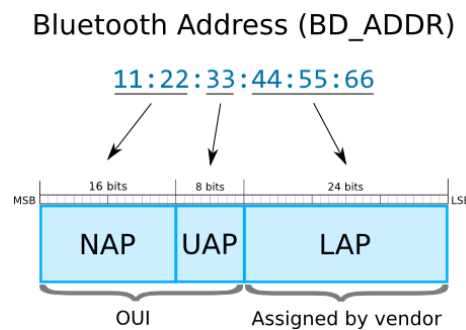 Bluetooth Address (BD_ADDR)
11:22:33:44:55:66
16 bits 8 bits 24 bits
MSB LSB
NAP UAP LAP
OUI Assigned by vendor